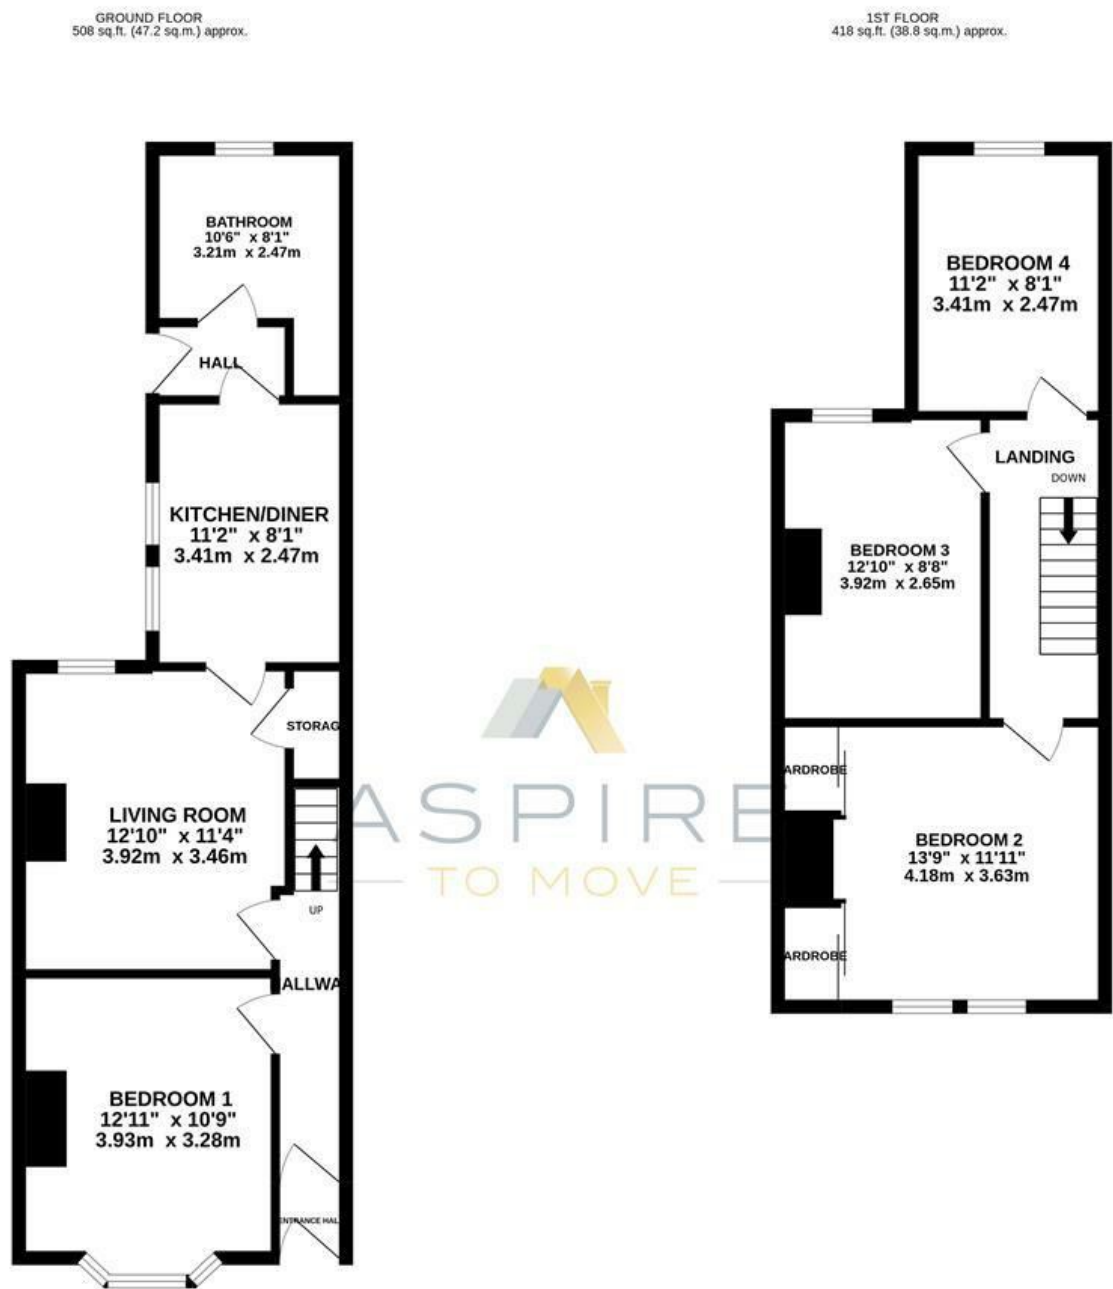 GROUND FLOOR
508 sq.ft. (47.2 sq.m.) approx.
1ST FLOOR
418 sq.ft. (38.8 sq.m.) approx.
BATHROOM
10'6" x 8'1"
3.21m x 2.47m
HALL
KITCHEN/DINER
11'2" x 8'1"
3.41m x 2.47m
STORAG
LIVING ROOM
12'10" x 11'4"
3.92m x 3.46m
UP
ALLWA
BEDROOM 1
12'11" x 10'9"
3.93m x 3.28m
ENTRANCE HAL
BEDROOM 4
11'2" x 8'1"
3.41m x 2.47m
LANDING
DOWN
BEDROOM 3
12'10" x 8'8"
3.92m x 2.65m
ARDROBE
BEDROOM 2
13'9" x 11'11"
4.18m x 3.63m
ARDROBE
ASPIRE
TO MOVE